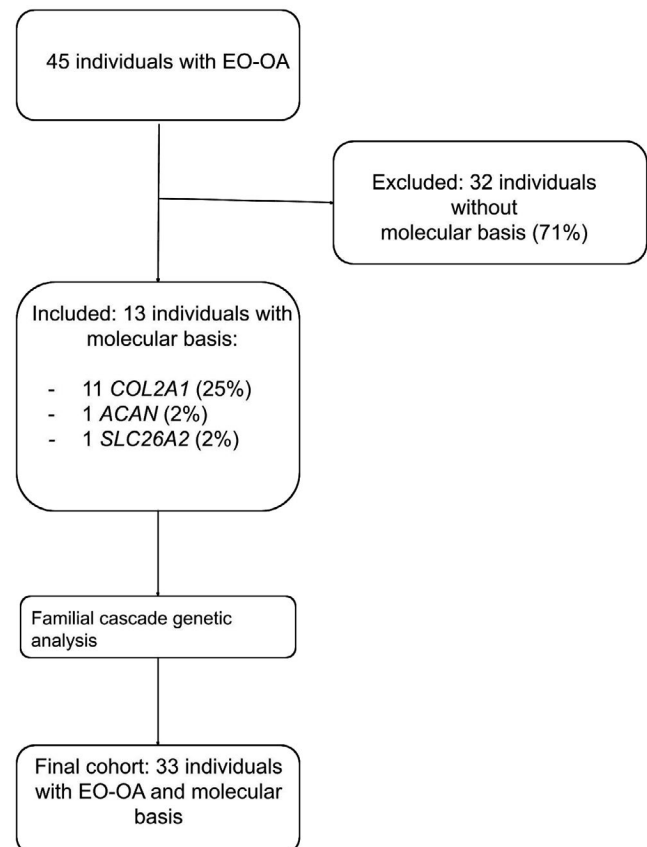 45 individuals with EO-OA
Excluded: 32 individuals
without
molecular basis (71%)
Included: 13 individuals with
molecular basis:
- 11 COL2A1 (25%)
- 1 ACAN (2%)
- 1 SLC26A2 (2%)
Familial cascade genetic
analysis
Final cohort: 33 individuals
with EO-OA and molecular
basis